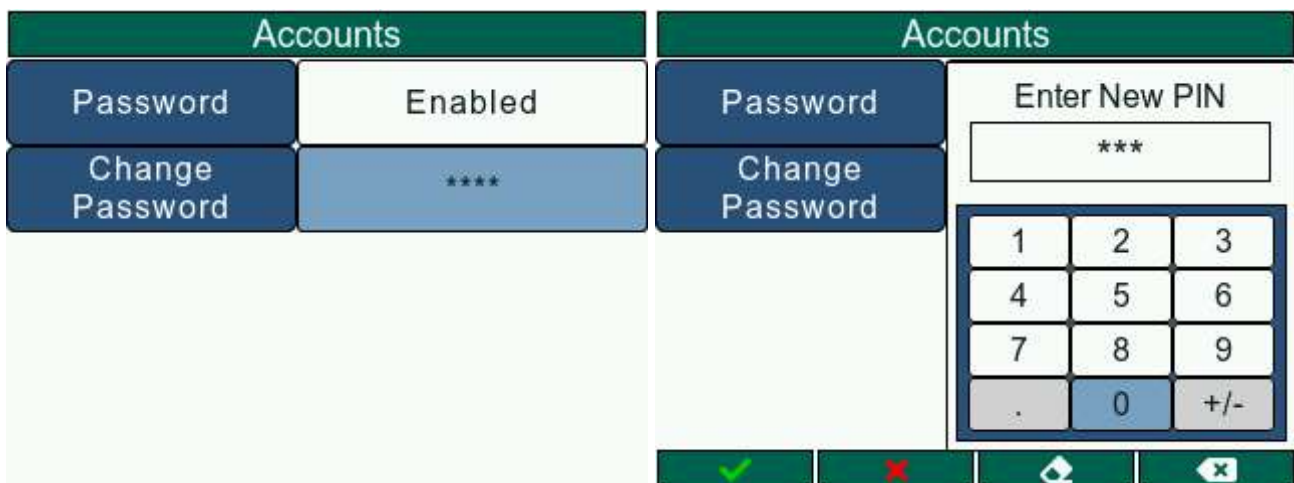 Accounts
Password
Enabled
Change
Password
****
Accounts
Password
Change
Password
Enter New PIN
***
1 2 3
4 5 6
7 8 9
. 0 +/-